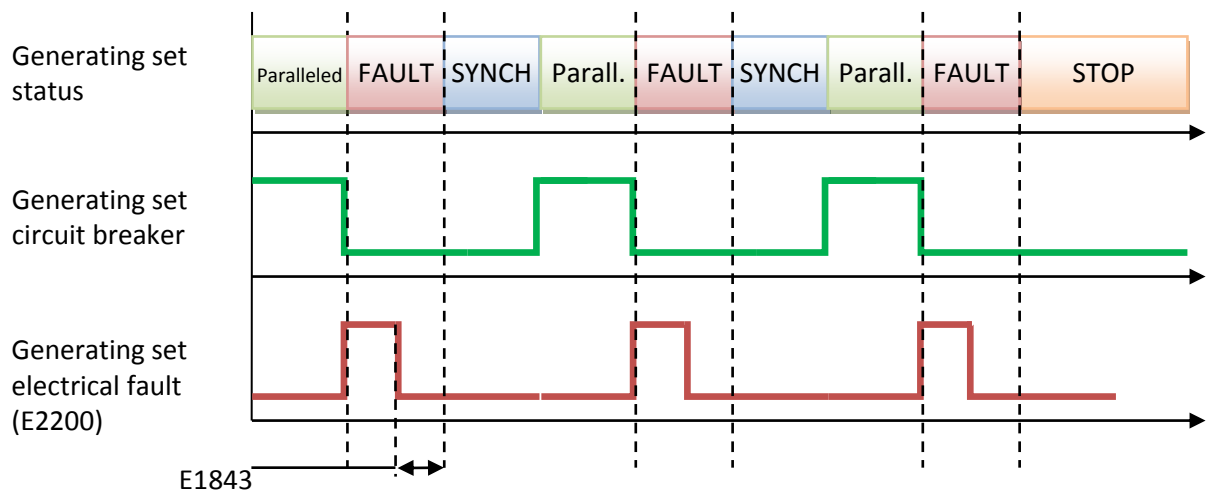 Generating set
status
Paralleled FAULT SYNCH Parall. FAULT SYNCH Parall. FAULT STOP
Generating set
circuit breaker
Generating set
electrical fault
(E2200)
E1843